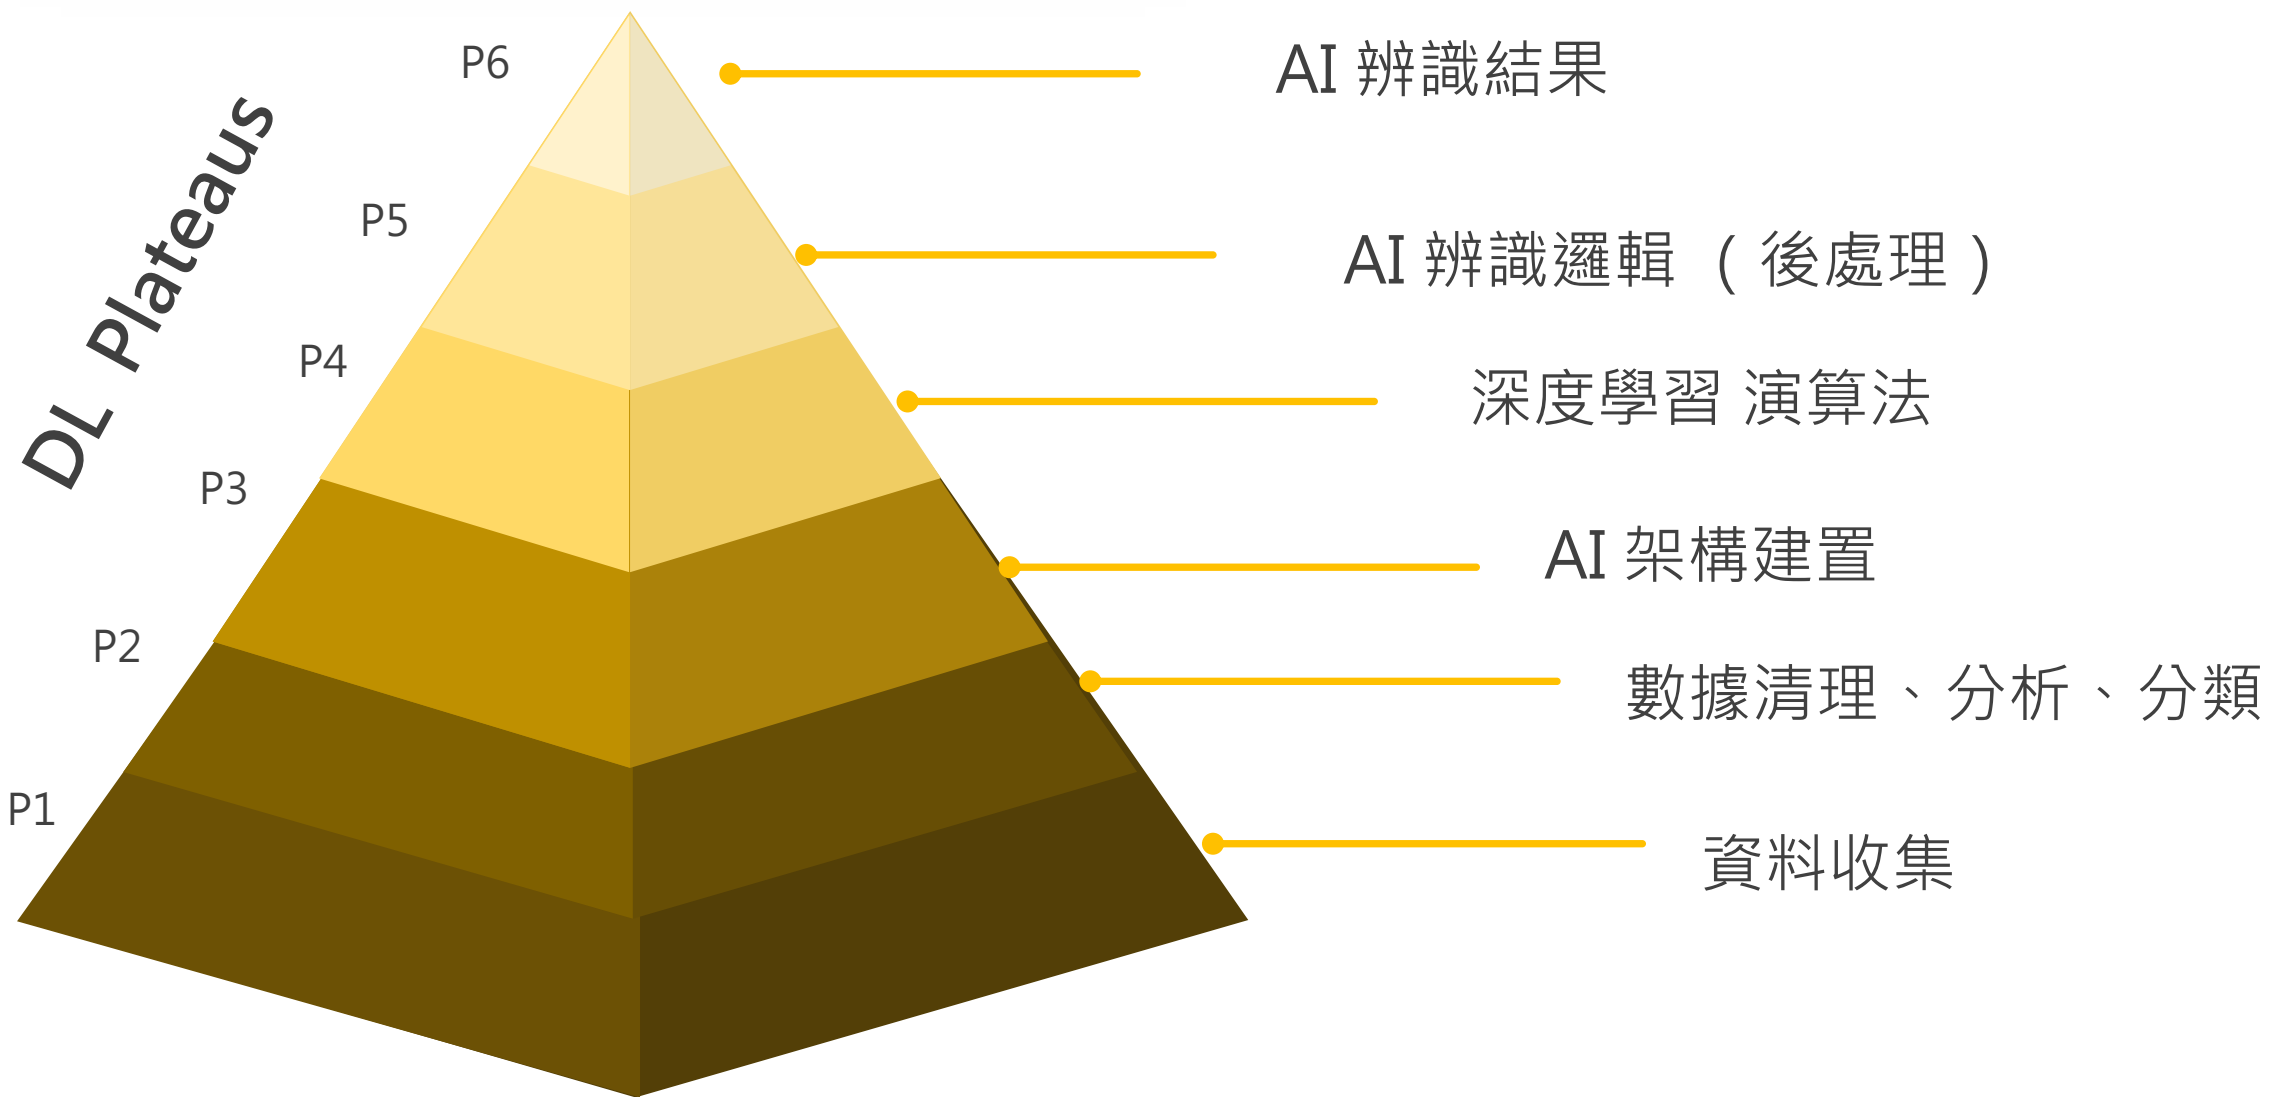 DL Plateaus
P6
AI 辨識結果
P5
AI 辨識邏輯 (後處理)
P4
深度學習 演算法
P3
AI 架構建置
P2
數據清理、分析、分類
P1
資料收集